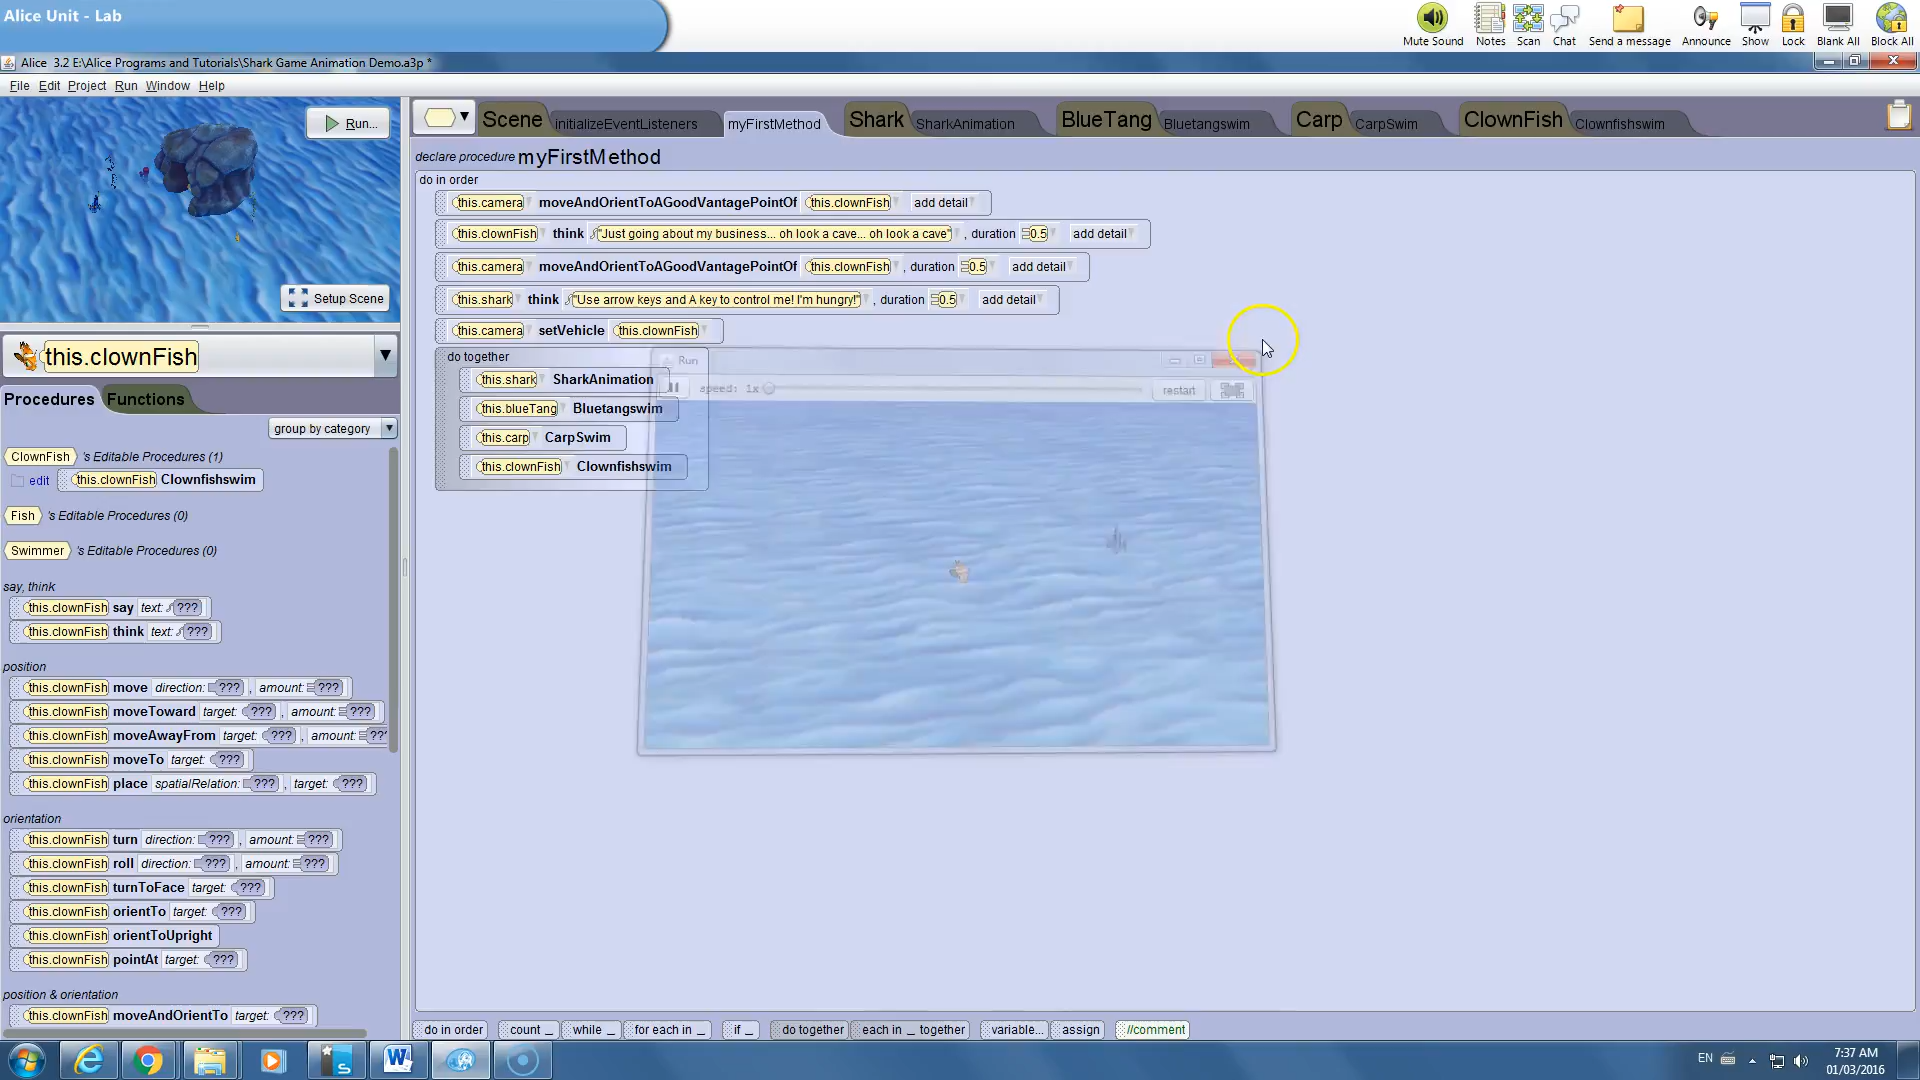 Alice Unit - Lab
Mute Sound Notes Scan Chat Send a message Announce Show Lock Blank All Block All
Alice 3.2 E:\Alice Programs and Tutorials\Shark Game Animation Demo.a3p *
File Edit Project Run Window Help
Run...
Setup Scene
Scene initializeEventListeners myFirstMethod Shark SharkAnimation BlueTang Bluetangswim Carp CarpSwim ClownFish Clownfishswim
declare procedure myFirstMethod
do in order
this.camera moveAndOrientToAGoodVantagePointOf this.clownFish add detail
this.clownFish think "Just going about my business... oh look a cave... oh look a cave" , duration 0.5 add detail
this.camera moveAndOrientToAGoodVantagePointOf this.clownFish , duration 0.5 add detail
this.shark think "Use arrow keys and A key to control me! I'm hungry!" , duration 0.5 add detail
this.camera setVehicle this.clownFish
do together
this.shark SharkAnimation
this.blueTang Bluetangswim
this.carp CarpSwim
this.clownFish Clownfishswim
Run
speed: 1x restart
this.clownFish
Procedures Functions
group by category
ClownFish 's Editable Procedures (1)
edit this.clownFish Clownfishswim
Fish 's Editable Procedures (0)
Swimmer 's Editable Procedures (0)
say, think
this.clownFish say text: ???
this.clownFish think text: ???
position
this.clownFish move direction: ??? , amount: ???
this.clownFish moveToward target: ??? , amount: ???
this.clownFish moveAwayFrom target: ??? , amount: ??
this.clownFish moveTo target: ???
this.clownFish place spatialRelation: ??? , target: ???
orientation
this.clownFish turn direction: ??? , amount: ???
this.clownFish roll direction: ??? , amount: ???
this.clownFish turnToFace target: ???
this.clownFish orientTo target: ???
this.clownFish orientToUpright
this.clownFish pointAt target: ???
position & orientation
this.clownFish moveAndOrientTo target: ???
do in order count _ while _ for each in _ if _ do together each in _ together variable... assign //comment
EN 7:37 AM
01/03/2016